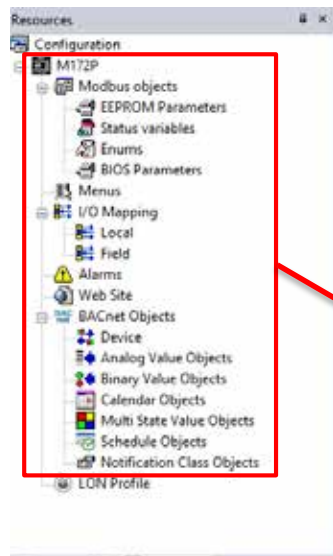 Resources
Configuration
M172P
Modbus objects
EEPROM Parameters
Status variables
Enums
BIOS Parameters
Menus
I/O Mapping
Local
Field
Alarms
Web Site
BACnet Objects
Device
Analog Value Objects
Binary Value Objects
Calendar Objects
Multi State Value Objects
Schedule Objects
Notification Class Objects
LON Profile